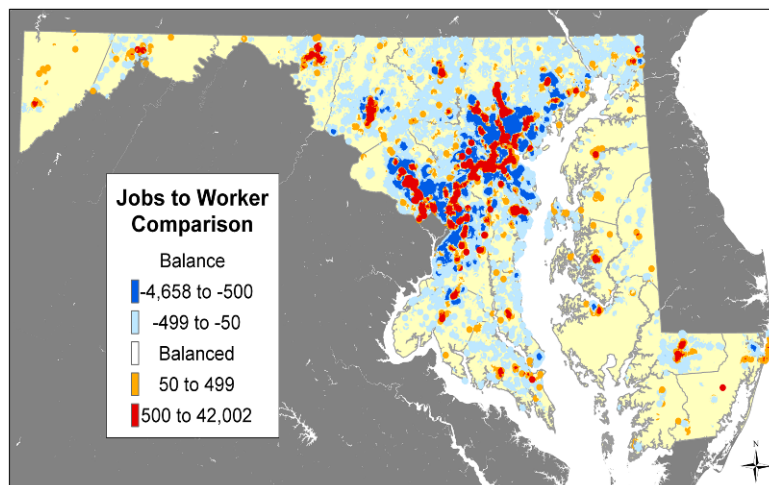 Jobs to Worker
Comparison
Balance
-4,658 to -500
-499 to -50
Balanced
50 to 499
500 to 42,002
N